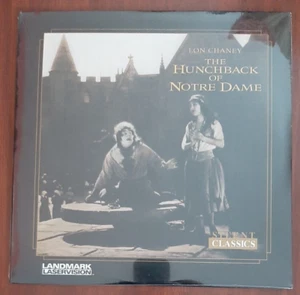 LON CHANEY
THE
HUNCHBACK
OF
NOTRE DAME
SILENT
CLASSICS
LANDMARK
LASERVISION